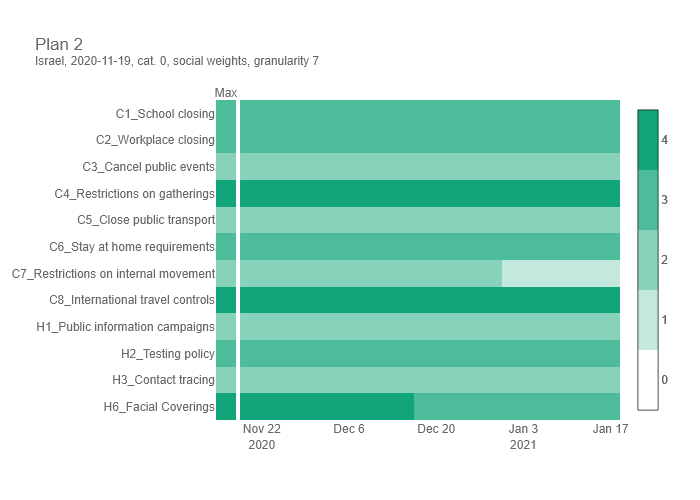 Plan 2
Israel, 2020-11-19, cat. 0, social weights, granularity 7
Max
C1_School closing
C2_Workplace closing
C3_Cancel public events
C4_Restrictions on gatherings
C5_Close public transport
C6_Stay at home requirements
C7_Restrictions on internal movement
C8_International travel controls
H1_Public information campaigns
H2_Testing policy
H3_Contact tracing
H6_Facial Coverings
Nov 22 Dec 6 Dec 20 Jan 3 Jan 17
2020 2021
4
3
2
1
0